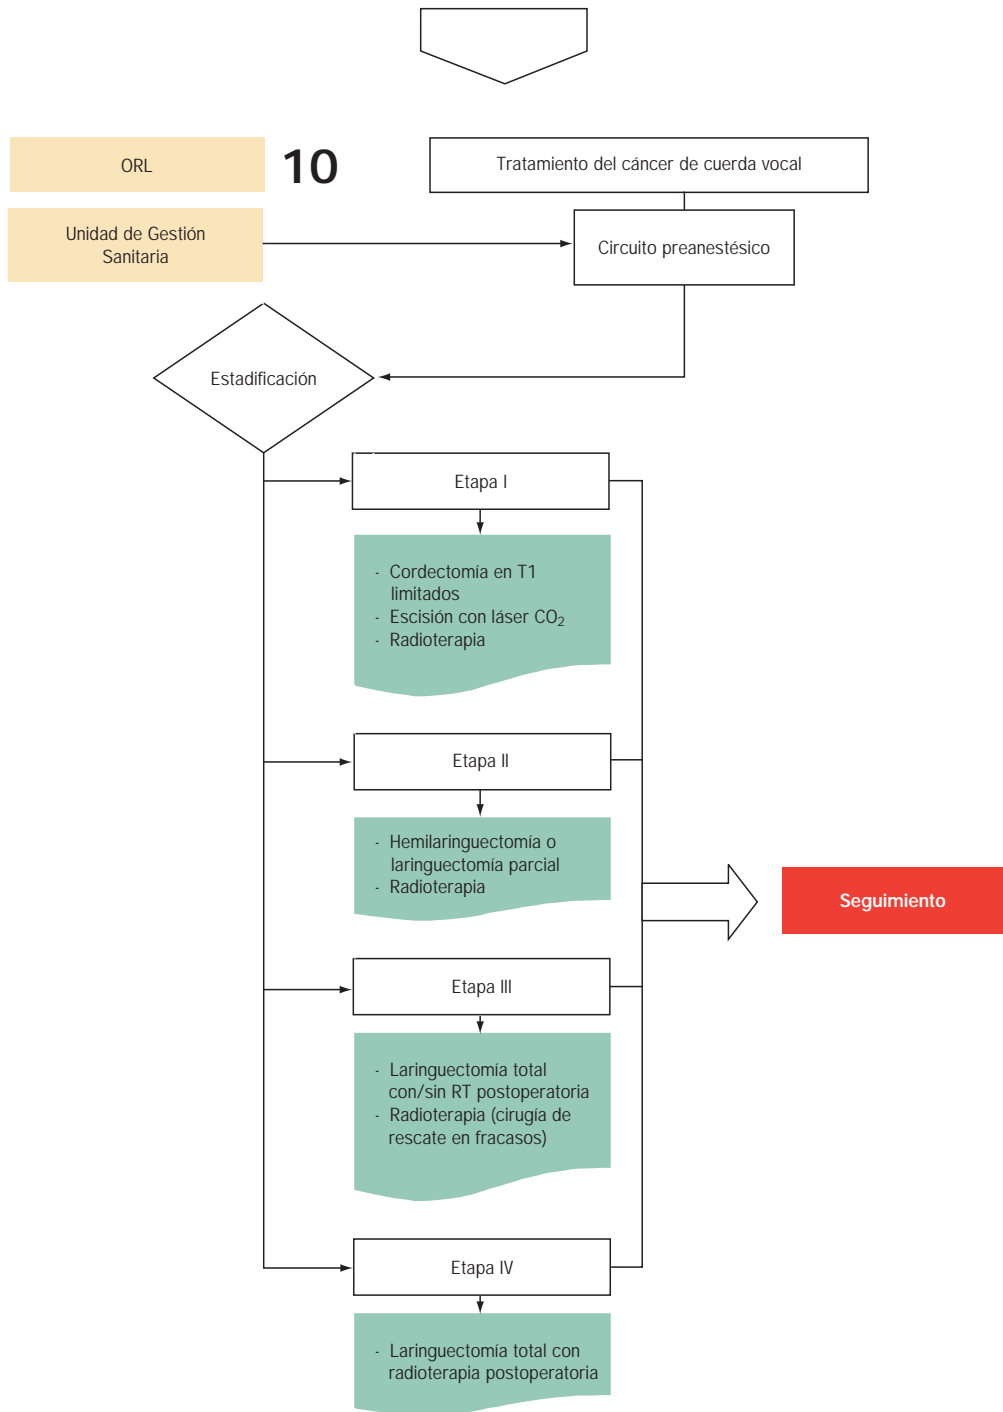 ORL
10
Tratamiento del cáncer de cuerda vocal
Unidad de Gestión
Sanitaria
Circuito preanestésico
Estadificación
Etapa I
- Cordectomía en T1
limitados
- Escisión con láser CO₂
- Radioterapia
Etapa II
- Hemilaringuectomía o
laringuectomía parcial
- Radioterapia
Seguimiento
Etapa III
- Laringuectomía total
con/sin RT postoperatoria
- Radioterapia (cirugía de
rescate en fracasos)
Etapa IV
- Laringuectomía total con
radioterapia postoperatoria